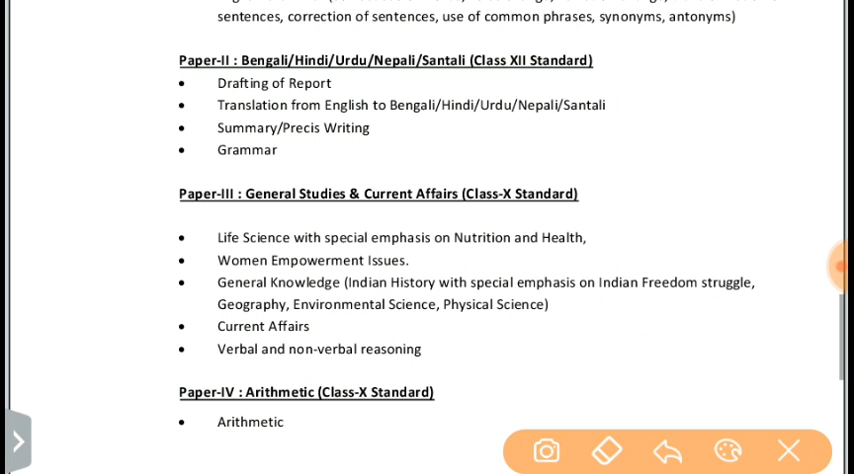 sentences, correction of sentences, use of common phrases, synonyms, antonyms)
Paper-II : Bengali/Hindi/Urdu/Nepali/Santali (Class XII Standard)
• Drafting of Report
• Translation from English to Bengali/Hindi/Urdu/Nepali/Santali
• Summary/Precis Writing
• Grammar
Paper-III : General Studies & Current Affairs (Class-X Standard)
• Life Science with special emphasis on Nutrition and Health,
• Women Empowerment Issues.
• General Knowledge (Indian History with special emphasis on Indian Freedom struggle,
Geography, Environmental Science, Physical Science)
• Current Affairs
• Verbal and non-verbal reasoning
Paper-IV : Arithmetic (Class-X Standard)
• Arithmetic